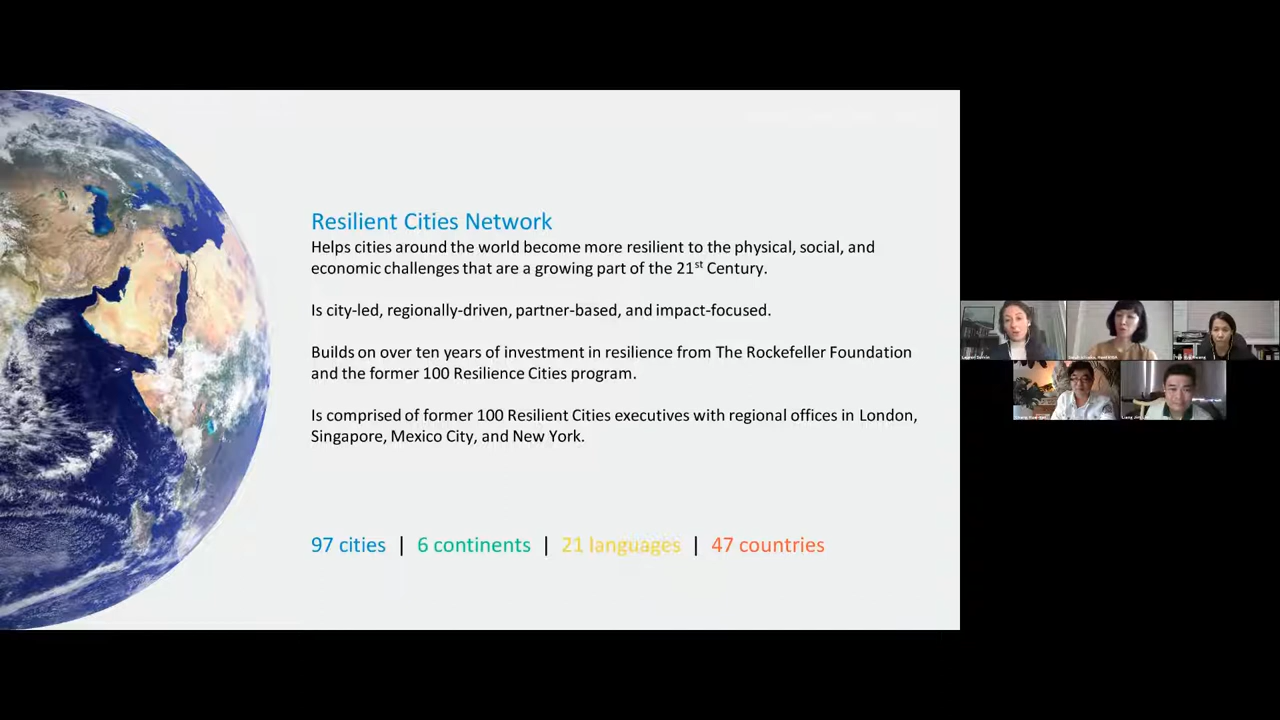 Resilient Cities Network
Helps cities around the world become more resilient to the physical, social, and
economic challenges that are a growing part of the 21st Century.
Is city-led, regionally-driven, partner-based, and impact-focused.
Builds on over ten years of investment in resilience from The Rockefeller Foundation
and the former 100 Resilience Cities program.
Is comprised of former 100 Resilient Cities executives with regional offices in London,
Singapore, Mexico City, and New York.
97 cities | 6 continents | 21 languages | 47 countries